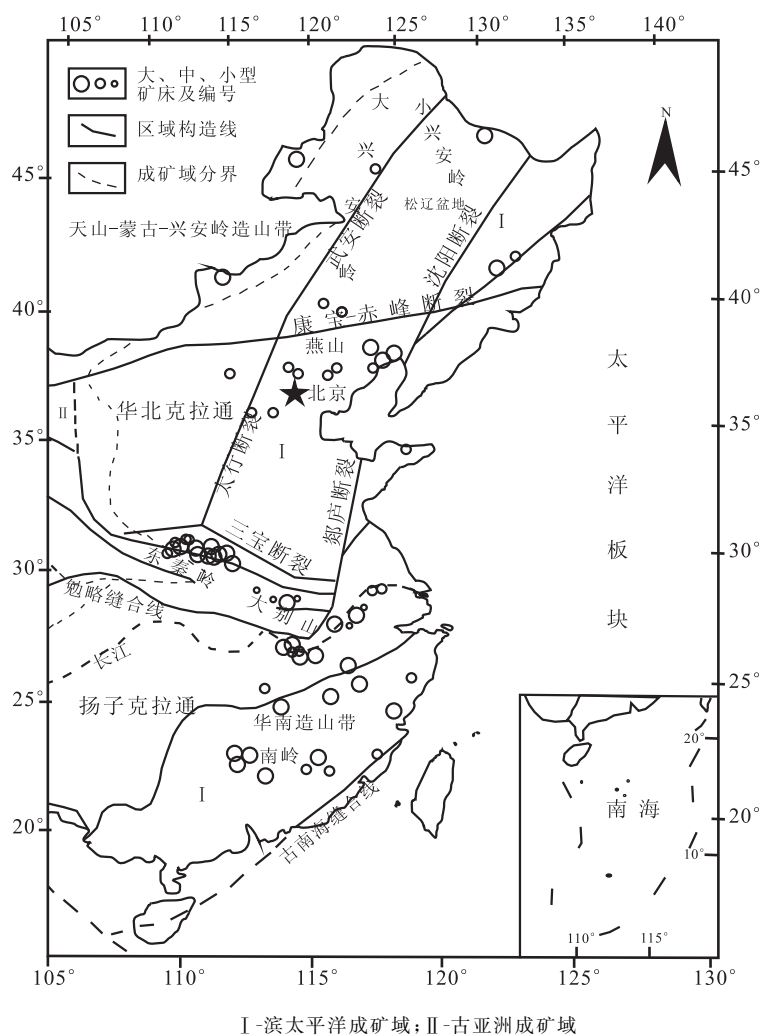 105° 110° 115° 120° 125° 130° 135° 140°
大、中、小型
矿床及编号
区域构造线
成矿域分界
N
大
兴
安
岭
小
兴
安
岭
松辽盆地
45°
45°
天山-蒙古-兴安岭造山带
武安断裂
沈阳断裂
I
40°
40°
康宝-赤峰断裂
燕山
北京
太
平
洋
板
块
II
华北克拉通
35°
35°
太行断裂
I
郯庐断裂
三宝断裂
30°
30°
东秦岭
勉略缝合线
大别山
长江
25°
25°
扬子克拉通
华南造山带
南岭
I
古南海缝合线
20°
20°
20°
南海
10°
110° 115°
105° 110° 115° 120° 125° 130°
I-滨太平洋成矿域;II-古亚洲成矿域